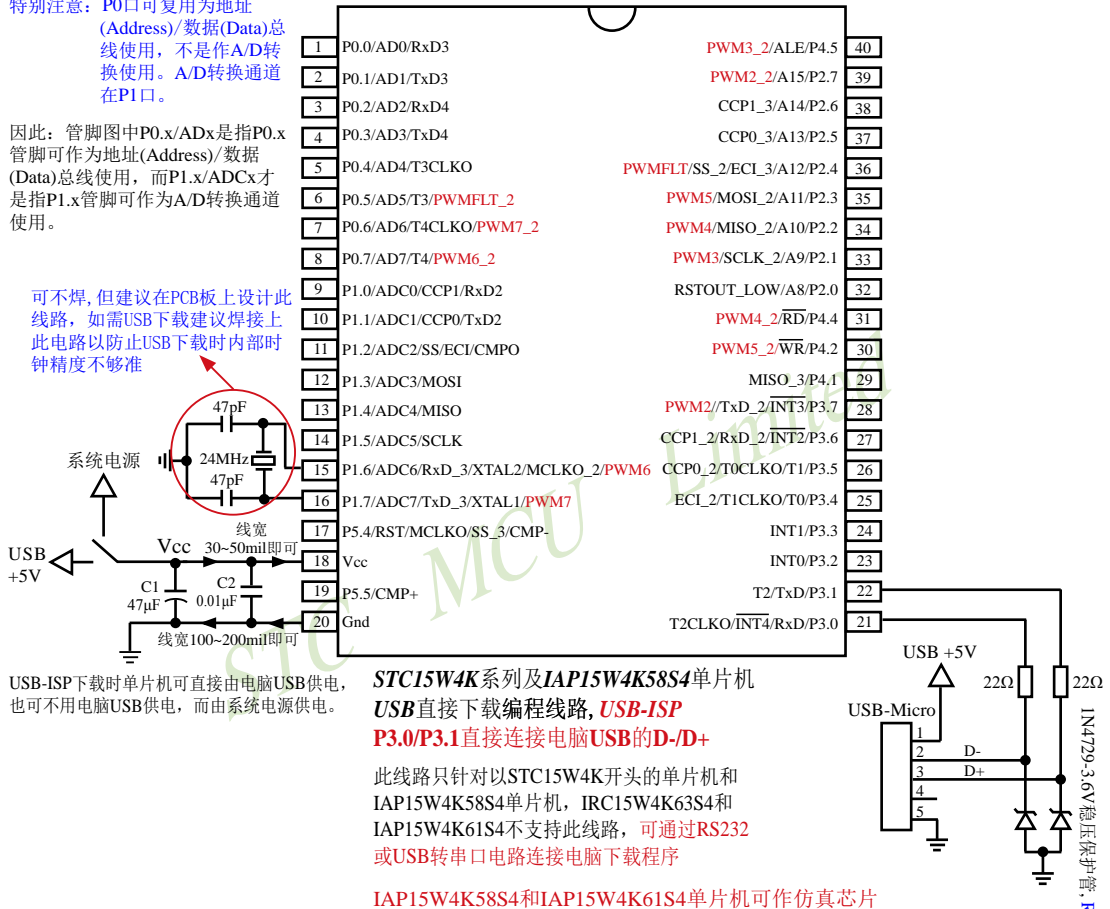 特别注意：P0口可复用为地址
(Address)/数据(Data)总
线使用，不是作A/D转
换使用。A/D转换通道
在P1口。
因此：管脚图中P0.x/ADx是指P0.x
管脚可作为地址(Address)/数据
(Data)总线使用，而P1.x/ADCx才
是指P1.x管脚可作为A/D转换通道
使用。
可不焊,但建议在PCB板上设计此
线路，如需USB下载建议焊接上
此电路以防止USB下载时内部时
钟精度不够准
47pF
24MHz
47pF
系统电源
USB
+5V
Vcc
线宽
30~50mil即可
C1
47μF
C2
0.01μF
线宽100~200mil即可
USB-ISP下载时单片机可直接由电脑USB供电，
也可不用电脑USB供电，而由系统电源供电。
1 P0.0/AD0/RxD3
2 P0.1/AD1/TxD3
3 P0.2/AD2/RxD4
4 P0.3/AD3/TxD4
5 P0.4/AD4/T3CLKO
6 P0.5/AD5/T3/PWMFLT_2
7 P0.6/AD6/T4CLKO/PWM7_2
8 P0.7/AD7/T4/PWM6_2
9 P1.0/ADC0/CCP1/RxD2
10 P1.1/ADC1/CCP0/TxD2
11 P1.2/ADC2/SS/ECI/CMPO
12 P1.3/ADC3/MOSI
13 P1.4/ADC4/MISO
14 P1.5/ADC5/SCLK
15 P1.6/ADC6/RxD_3/XTAL2/MCLKO_2/PWM6
16 P1.7/ADC7/TxD_3/XTAL1/PWM7
17 P5.4/RST/MCLKO/SS_3/CMP-
18 Vcc
19 P5.5/CMP+
20 Gnd
PWM3_2/ALE/P4.5 40
PWM2_2/A15/P2.7 39
CCP1_3/A14/P2.6 38
CCP0_3/A13/P2.5 37
PWMFLT/SS_2/ECI_3/A12/P2.4 36
PWM5/MOSI_2/A11/P2.3 35
PWM4/MISO_2/A10/P2.2 34
PWM3/SCLK_2/A9/P2.1 33
RSTOUT_LOW/A8/P2.0 32
PWM4_2/RD/P4.4 31
PWM5_2/WR/P4.2 30
MISO_3/P4.1 29
PWM2//TxD_2/INT3/P3.7 28
CCP1_2/RxD_2/INT2/P3.6 27
CCP0_2/T0CLKO/T1/P3.5 26
ECI_2/T1CLKO/T0/P3.4 25
INT1/P3.3 24
INT0/P3.2 23
T2/TxD/P3.1 22
T2CLKO/INT4/RxD/P3.0 21
STC MCU Limited
STC15W4K系列及IAP15W4K58S4单片机
USB直接下载编程线路,USB-ISP
P3.0/P3.1直接连接电脑USB的D-/D+
此线路只针对以STC15W4K开头的单片机和
IAP15W4K58S4单片机，IRC15W4K63S4和
IAP15W4K61S4不支持此线路，可通过RS232
或USB转串口电路连接电脑下载程序
IAP15W4K58S4和IAP15W4K61S4单片机可作仿真芯片
USB +5V
USB-Micro
22Ω
22Ω
1
2
3
4
5
D-
D+
1N4729-3.6V稳压保护管,